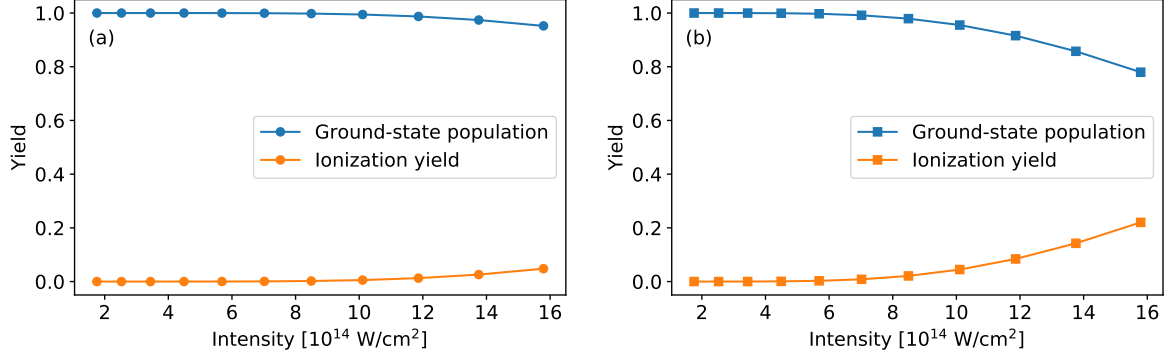 1.0
0.8
0.6
0.4
0.2
0.0
Yield
(a)
Ground-state population
Ionization yield
2 4 6 8 10 12 14 16
Intensity [10¹⁴ W/cm²]
1.0
0.8
0.6
0.4
0.2
0.0
Yield
(b)
Ground-state population
Ionization yield
2 4 6 8 10 12 14 16
Intensity [10¹⁴ W/cm²]